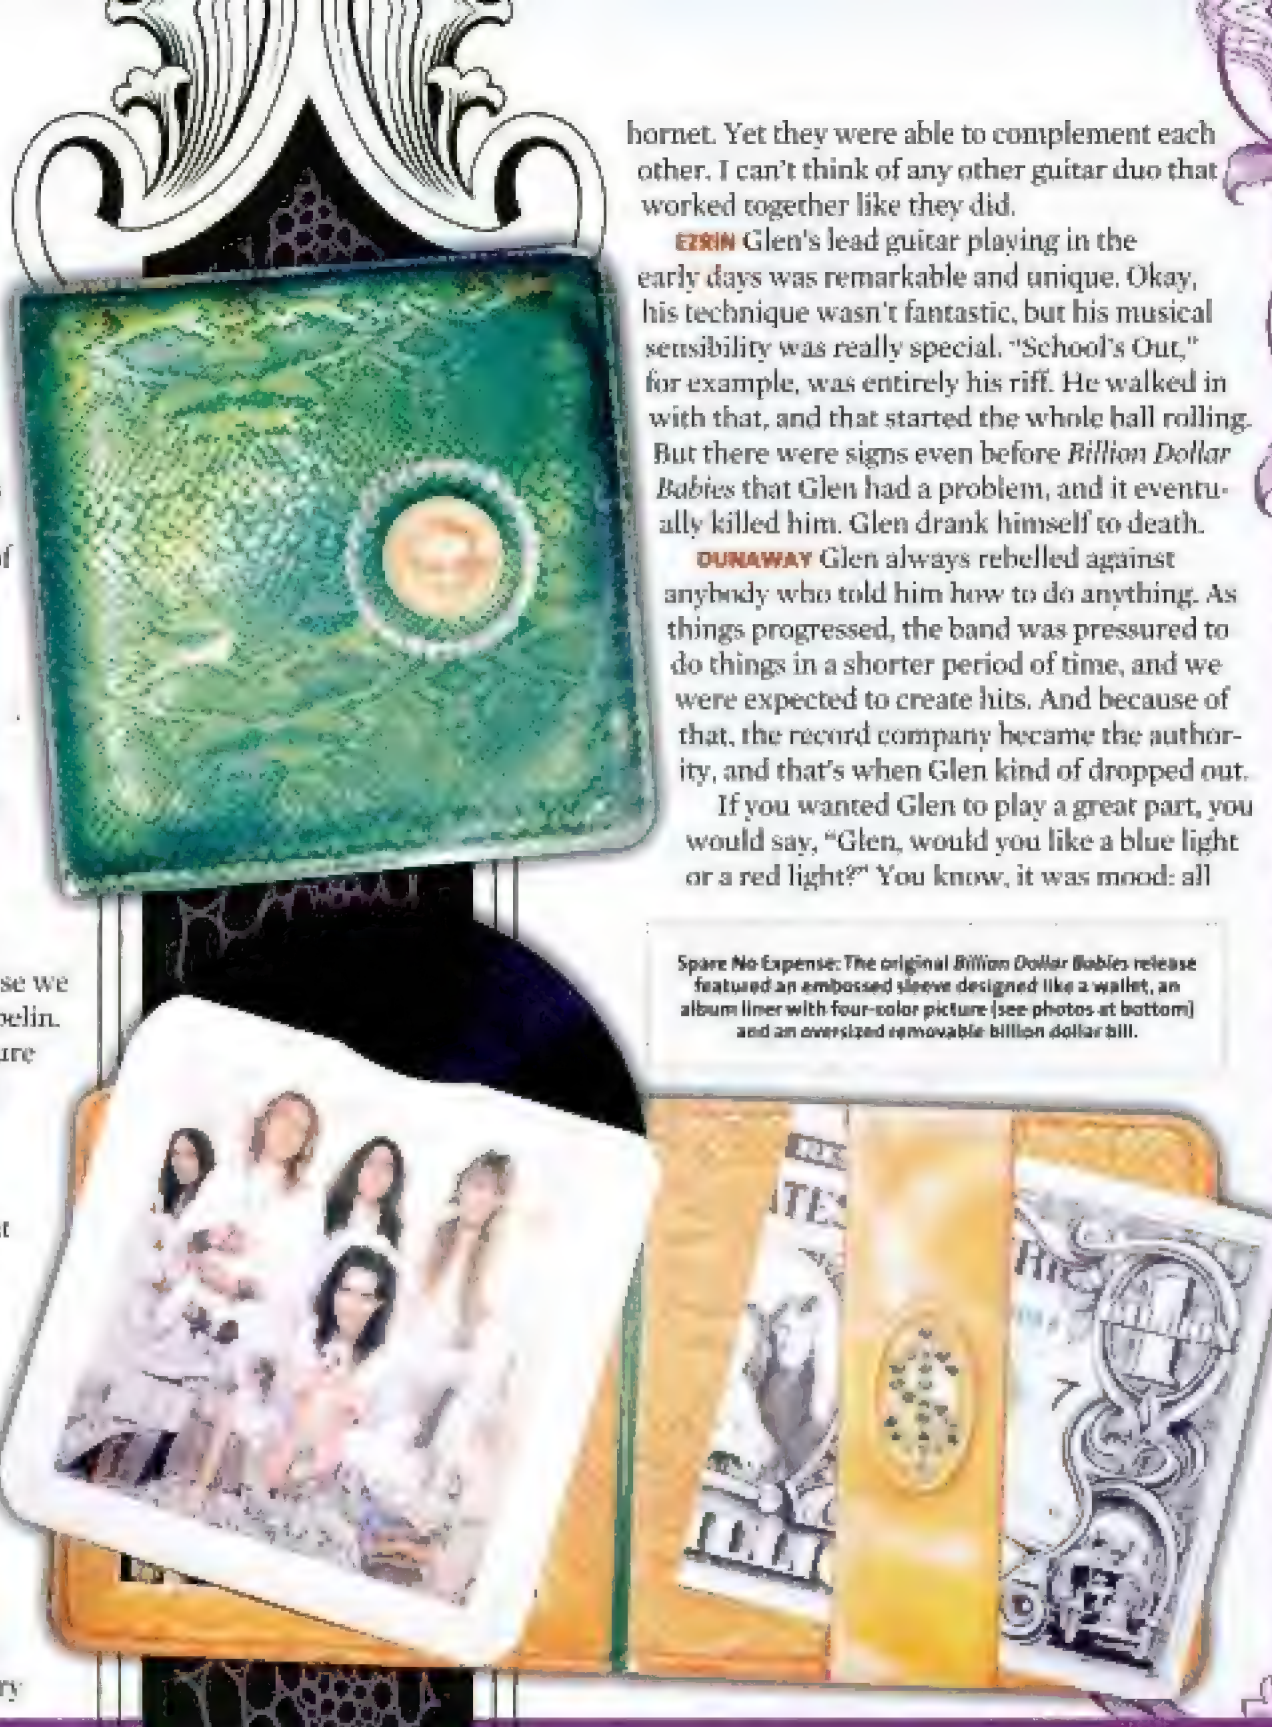 hornet. Yet they were able to complement each
other. I can't think of any other guitar duo that
worked together like they did.
EZRIN Glen's lead guitar playing in the
early days was remarkable and unique. Okay,
his technique wasn't fantastic, but his musical
sensibility was really special. "School's Out,"
for example, was entirely his riff. He walked in
with that, and that started the whole ball rolling.
But there were signs even before Billion Dollar
Babies that Glen had a problem, and it eventu-
ally killed him. Glen drank himself to death.
DUNAWAY Glen always rebelled against
anybody who told him how to do anything. As
things progressed, the band was pressured to
do things in a shorter period of time, and we
were expected to create hits. And because of
that, the record company became the author-
ity, and that's when Glen kind of dropped out.
If you wanted Glen to play a great part, you
would say, "Glen, would you like a blue light
or a red light?" You know, it was mood: all
Spare No Expense: The original Billion Dollar Babies release
featured an embossed sleeve designed like a wallet, an
album liner with four-color picture (see photos at bottom)
and an oversized removable billion dollar bill.
of
se we
pelin.
ure
t
ry
TES